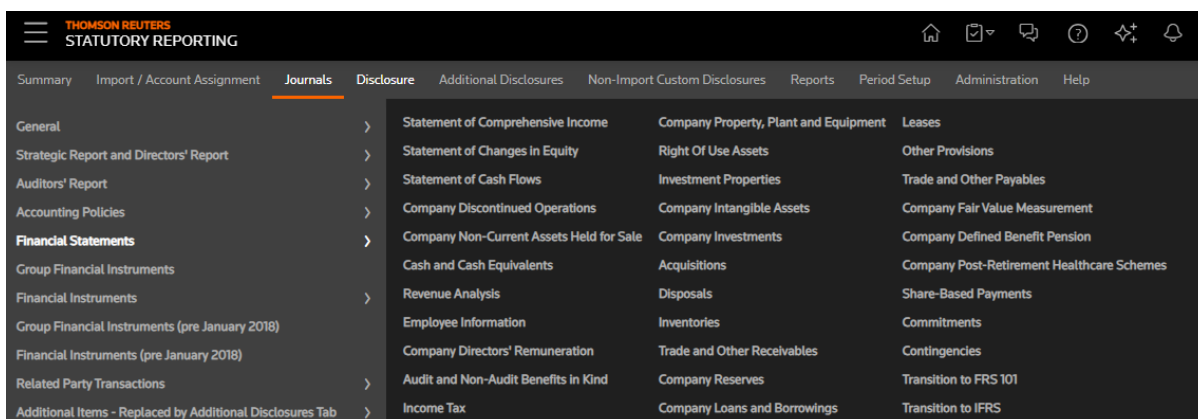 THOMSON REUTERS
STATUTORY REPORTING
Summary Import / Account Assignment Journals Disclosure Additional Disclosures Non-Import Custom Disclosures Reports Period Setup Administration Help
General
Strategic Report and Directors' Report
Auditors' Report
Accounting Policies
Financial Statements
Group Financial Instruments
Financial Instruments
Group Financial Instruments (pre January 2018)
Financial Instruments (pre January 2018)
Related Party Transactions
Additional Items - Replaced by Additional Disclosures Tab
Statement of Comprehensive Income
Statement of Changes in Equity
Statement of Cash Flows
Company Discontinued Operations
Company Non-Current Assets Held for Sale
Cash and Cash Equivalents
Revenue Analysis
Employee Information
Company Directors' Remuneration
Audit and Non-Audit Benefits in Kind
Income Tax
Company Property, Plant and Equipment
Right Of Use Assets
Investment Properties
Company Intangible Assets
Company Investments
Acquisitions
Disposals
Inventories
Trade and Other Receivables
Company Reserves
Company Loans and Borrowings
Leases
Other Provisions
Trade and Other Payables
Company Fair Value Measurement
Company Defined Benefit Pension
Company Post-Retirement Healthcare Schemes
Share-Based Payments
Commitments
Contingencies
Transition to FRS 101
Transition to IFRS